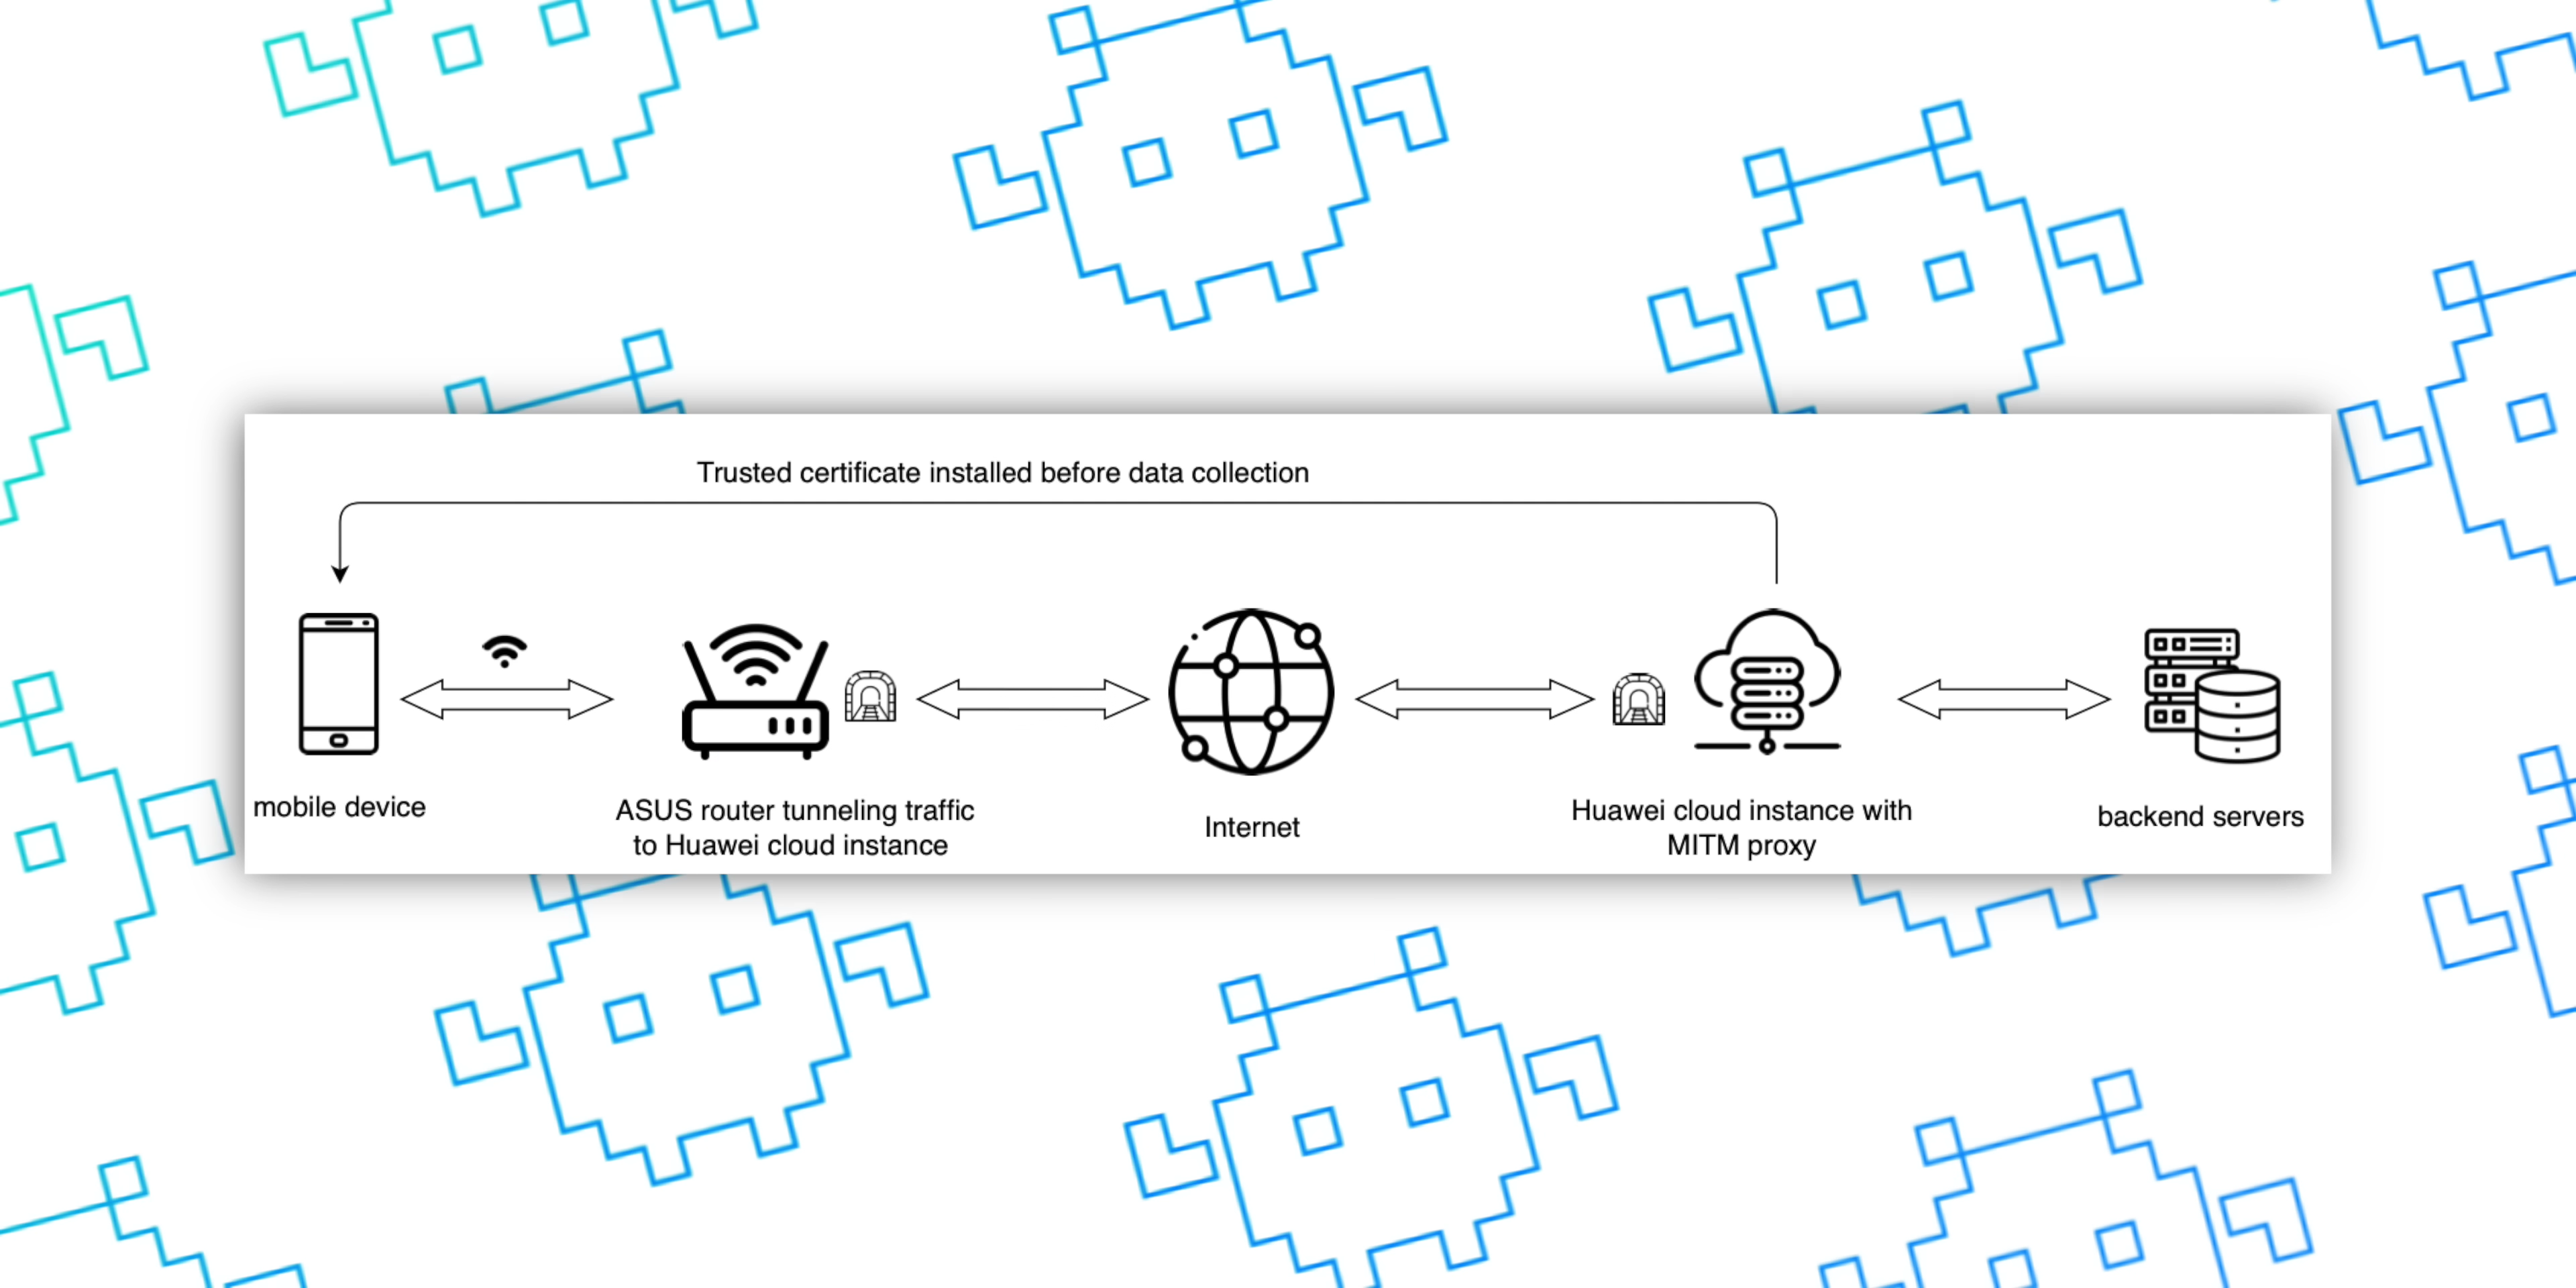 Trusted certificate installed before data collection
mobile device
ASUS router tunneling traffic
to Huawei cloud instance
Internet
Huawei cloud instance with
MITM proxy
backend servers